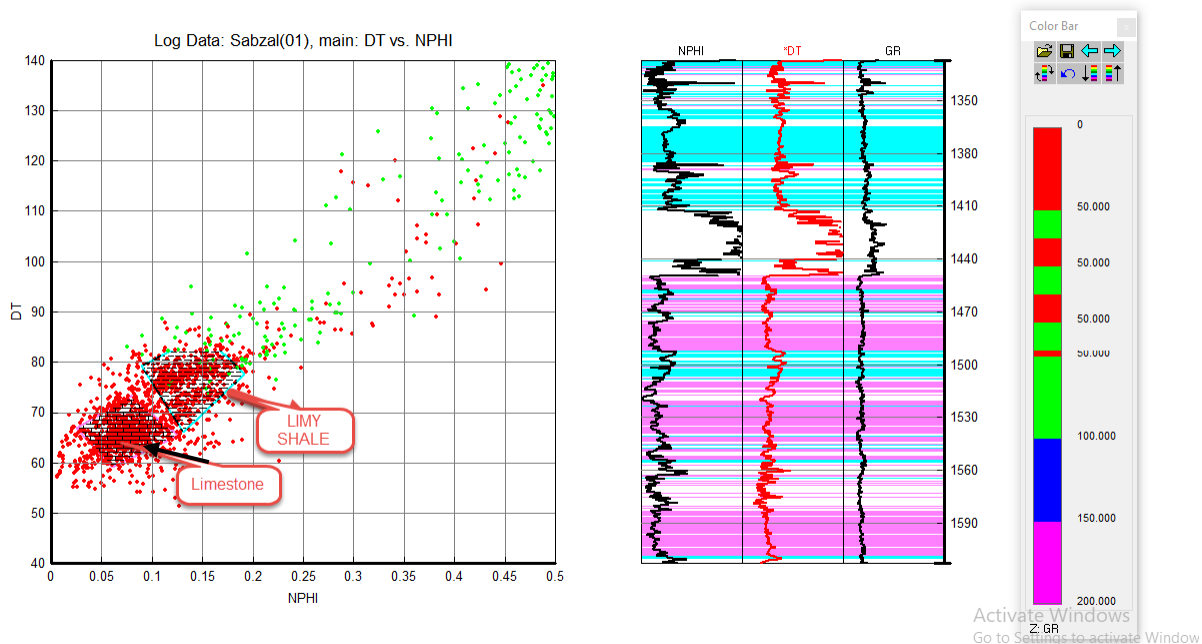 Log Data: Sabzal(01), main: DT vs. NPHI
140
130
120
110
100
90
80
70
60
50
40
DT
0 0.05 0.1 0.15 0.2 0.25 0.3 0.35 0.4 0.45 0.5
NPHI
LIMY
SHALE
Limestone
NPHI *DT GR
1350
1380
1410
1440
1470
1500
1530
1560
1590
Color Bar
x
0
50.000
50.000
50.000
50.000
100.000
150.000
200.000
Z: GR
Activate Windows
Go to Settings to activate Window